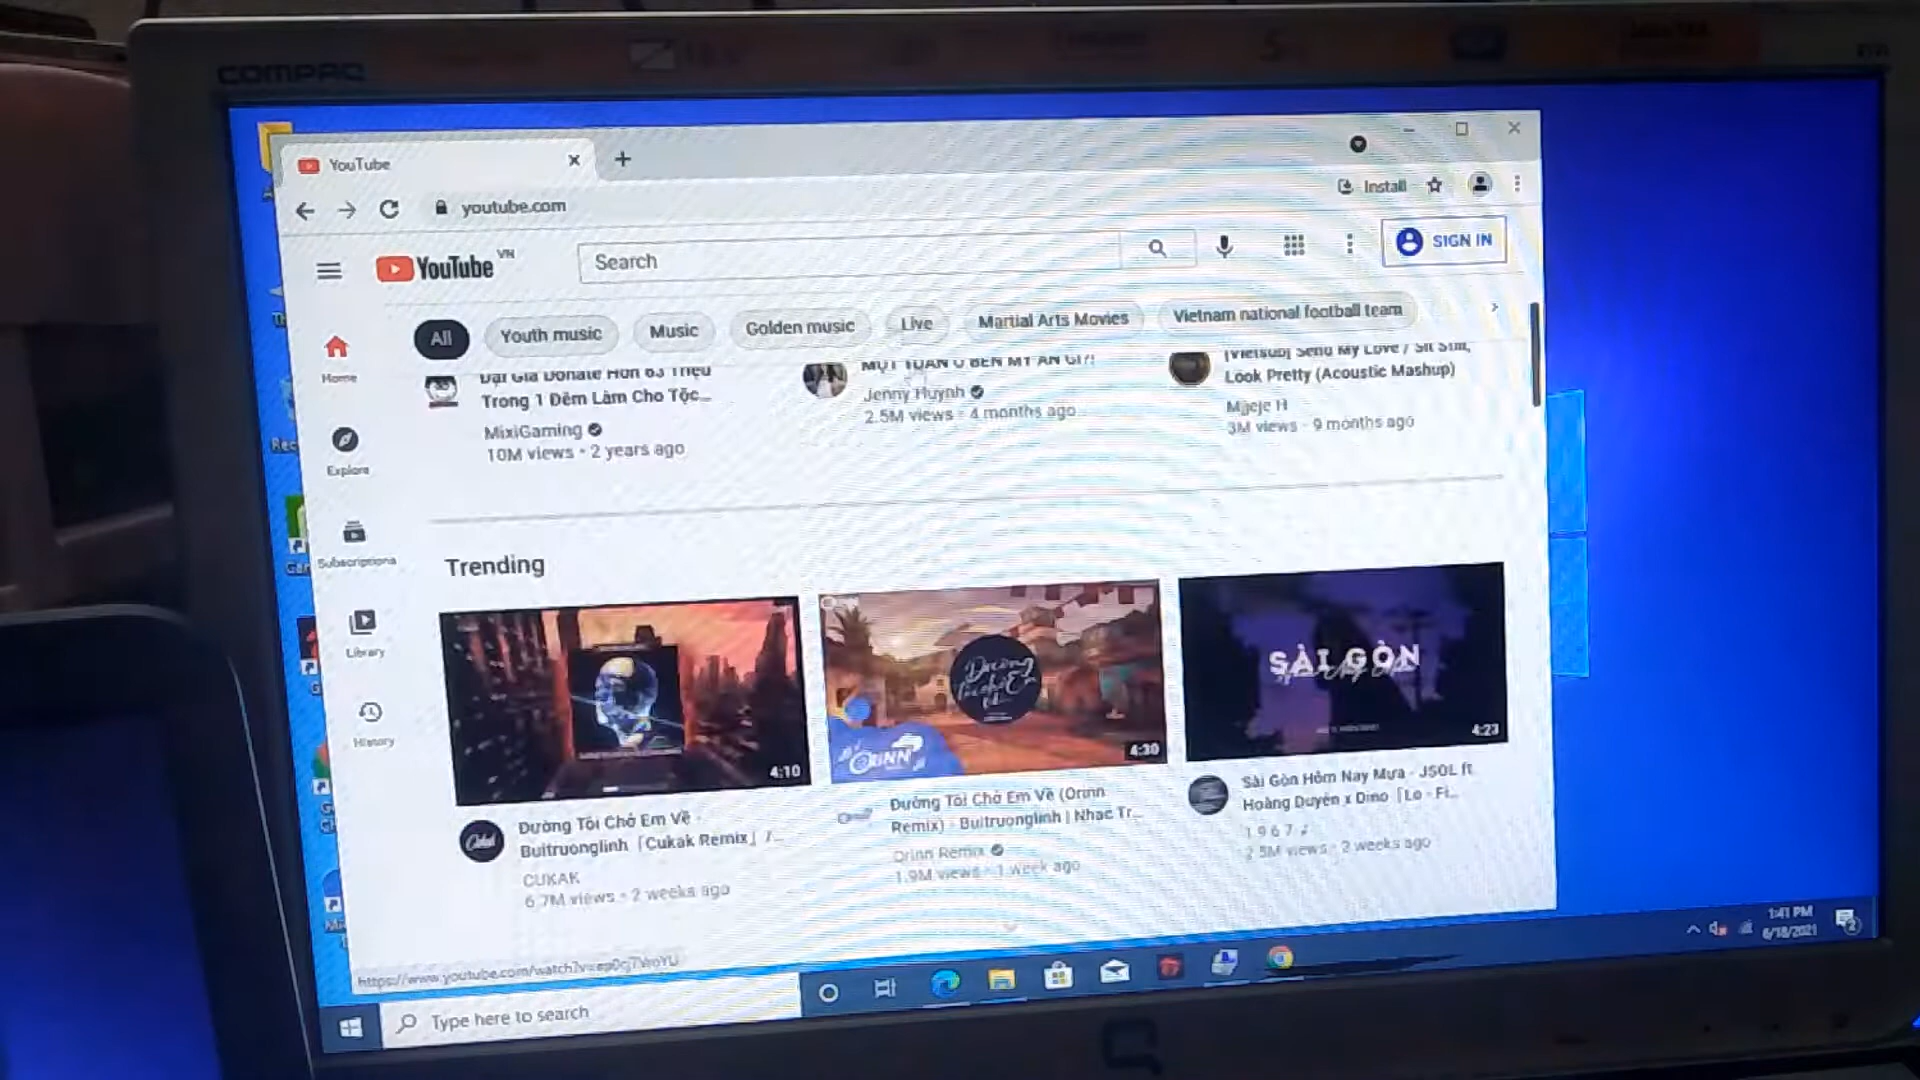 COMPAQ
YouTube
youtube.com
Install
YouTube VN
Search
SIGN IN
All
Youth music
Music
Golden music
Live
Martial Arts Movies
Vietnam national football team
Home
Explore
Subscriptions
Library
History
Đại Gia Donate Hơn 63 Triệu
Trong 1 Đêm Làm Cho Tộc...
MixiGaming
10M views • 2 years ago
MỘT TUẦN Ở BÊN MỸ ĂN GÌ?!
Jenny Huynh
2.5M views • 4 months ago
[Vietsub] Send My Love / Sit Still,
Look Pretty (Acoustic Mashup)
3M views • 9 months ago
Trending
4:10
Đường Tôi Chở Em Về -
Buitruonglinh「Cukak Remix」/...
CUKAK
6.7M views • 2 weeks ago
ORINN
4:30
Đường Tôi Chở Em Về (Orinn
Remix) - Buitruonglinh | Nhạc Tr...
Orinn Remix
1.9M views • 1 week ago
SÀI GÒN
4:23
Sài Gòn Hôm Nay Mưa - JSOL ft
Hoàng Duyên x Dino「Lo - Fi...
1 9 6 7
2.5M views • 2 weeks ago
Type here to search
1:41 PM
6/18/2021